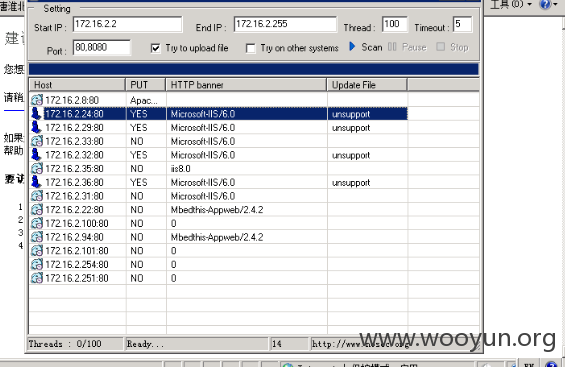 工具(O)
Setting
Start IP : 172.16.2.2 End IP : 172.16.2.255 Thread : 100 Timeout : 5
Port : 80,8080 Try to upload file Try on other systems Scan Pause Stop
Host PUT HTTP banner Update File
172.16.2.8:80 Apac...
172.16.2.24:80 YES Microsoft-IIS/6.0 unsupport
172.16.2.29:80 YES Microsoft-IIS/6.0 unsupport
172.16.2.33:80 NO Microsoft-IIS/6.0
172.16.2.32:80 YES Microsoft-IIS/6.0 unsupport
172.16.2.35:80 NO iis8.0
172.16.2.36:80 YES Microsoft-IIS/6.0 unsupport
172.16.2.31:80 NO Microsoft-IIS/6.0
172.16.2.22:80 NO Mbedthis-Appweb/2.4.2
172.16.2.100:80 NO 0
172.16.2.94:80 NO Mbedthis-Appweb/2.4.2
172.16.2.101:80 NO 0
172.16.2.254:80 NO 0
172.16.2.251:80 NO 0
Threads : 0/100 Ready... 14 http://www.
www.wooyun.org
您想
请稍
如果
帮助
要访
1
2
3
4
EN